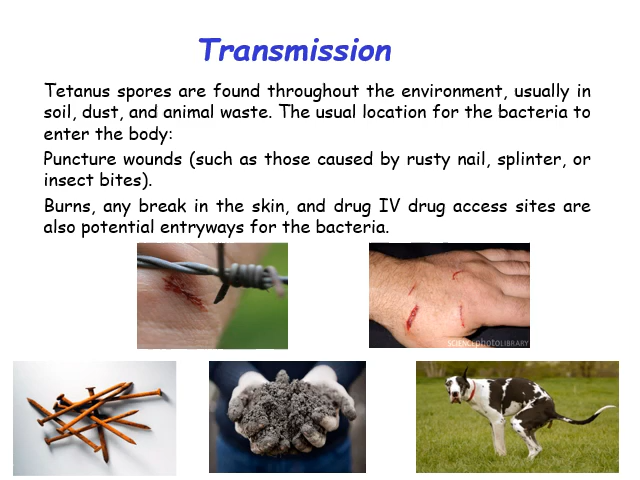 Transmission
Tetanus spores are found throughout the environment, usually in
soil, dust, and animal waste. The usual location for the bacteria to
enter the body:
Puncture wounds (such as those caused by rusty nail, splinter, or
insect bites).
Burns, any break in the skin, and drug IV drug access sites are
also potential entryways for the bacteria.
SCIENCEphotoLIBRARY